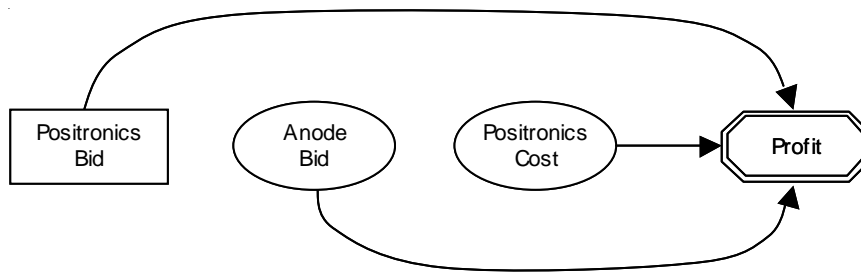 Positronics
Bid
Anode
Bid
Positronics
Cost
Profit